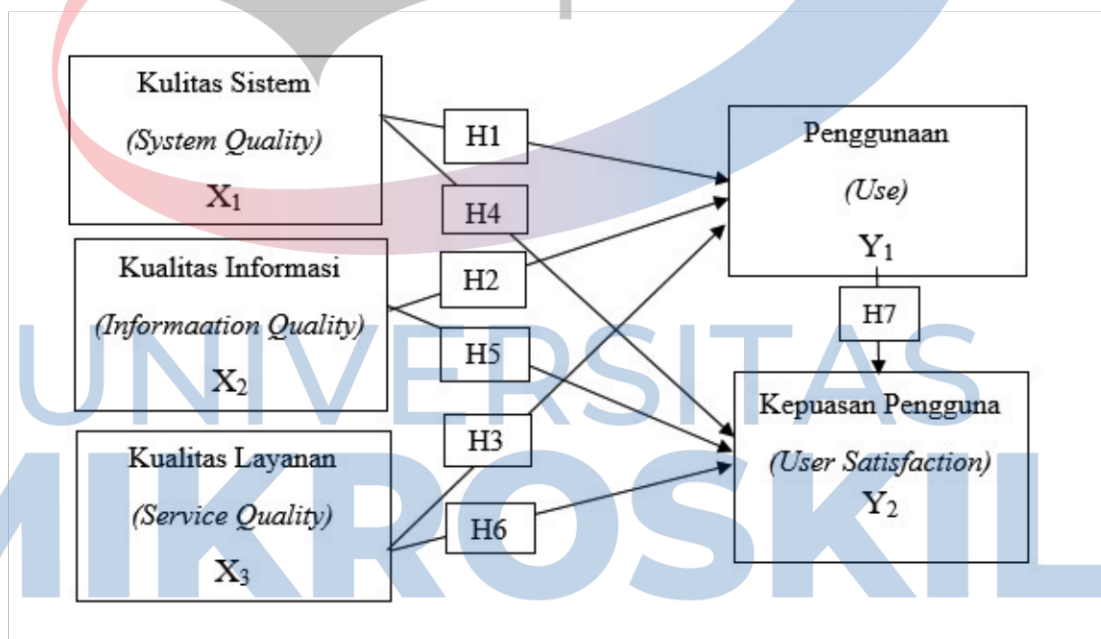 Kulitas Sistem
(System Quality)
X₁
Kualitas Informasi
(Informaation Quality)
X₂
Kualitas Layanan
(Service Quality)
X₃
H1
H4
H2
H5
H3
H6
Penggunaan
(Use)
Y₁
H7
Kepuasan Pengguna
(User Satisfaction)
Y₂
UNIVERSITAS
MIKROSKIL